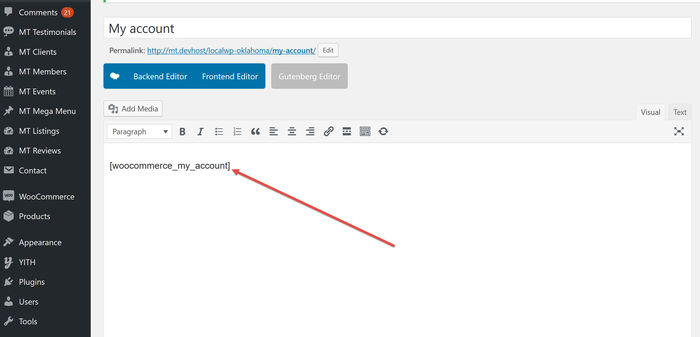 Comments 21
MT Testimonials
MT Clients
MT Members
MT Events
MT Mega Menu
MT Listings
MT Reviews
Contact
WooCommerce
Products
Appearance
YITH
Plugins
Users
Tools
My account
Permalink: http://mt.devhost/localwp-oklahoma/my-account/ Edit
Backend Editor Frontend Editor Gutenberg Editor
Add Media Visual Text
Paragraph B I
[woocommerce_my_account]